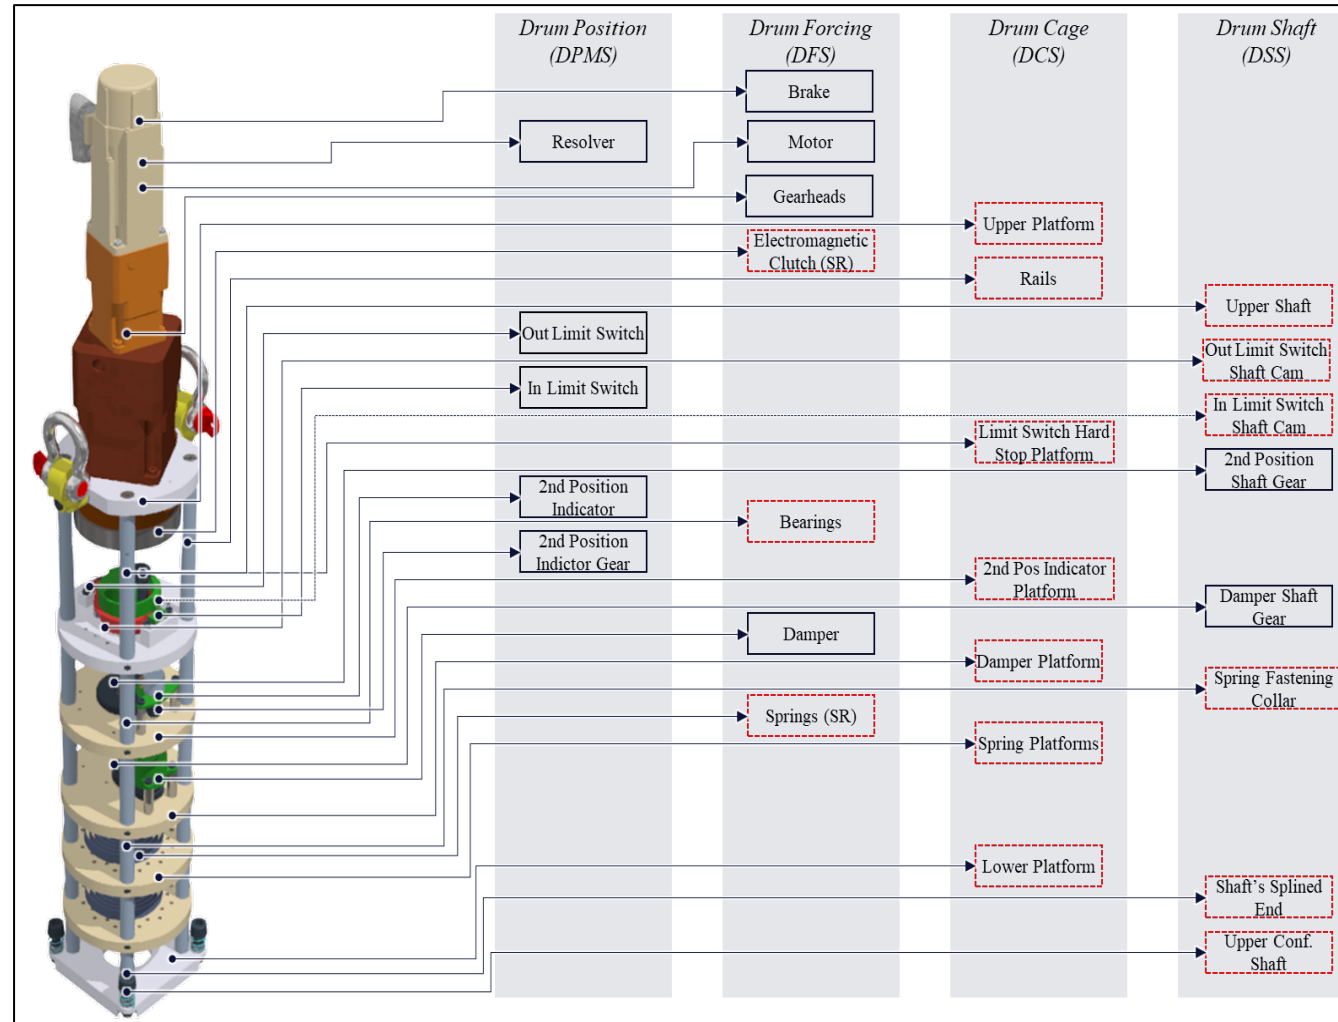 Drum Position
(DPMS)
Drum Forcing
(DFS)
Drum Cage
(DCS)
Drum Shaft
(DSS)
Brake
Resolver
Motor
Gearheads
Upper Platform
Electromagnetic
Clutch (SR)
Rails
Upper Shaft
Out Limit Switch
Out Limit Switch
Shaft Cam
In Limit Switch
In Limit Switch
Shaft Cam
Limit Switch Hard
Stop Platform
2nd Position
Shaft Gear
2nd Position
Indicator
Bearings
2nd Position
Indictor Gear
2nd Pos Indicator
Platform
Damper Shaft
Gear
Damper
Damper Platform
Spring Fastening
Collar
Springs (SR)
Spring Platforms
Lower Platform
Shaft's Splined
End
Upper Conf.
Shaft